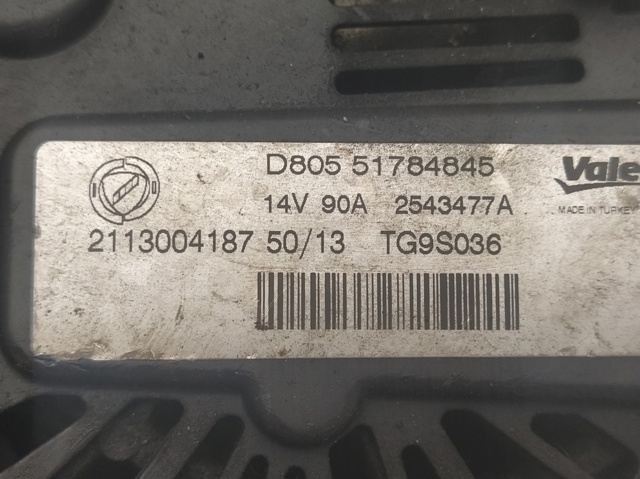 D805 51784845
14V 90A 2543477A
2113004187 50/13 TG9S036
Vale
MADE IN TURKEY